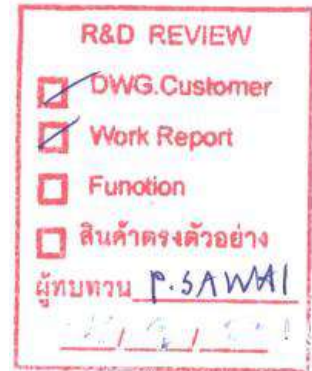 R&D REVIEW
DWG.Customer
Work Report
Funotion
สินค้าตรงตัวอย่าง
ผู้ทบทวน P.SAWAI